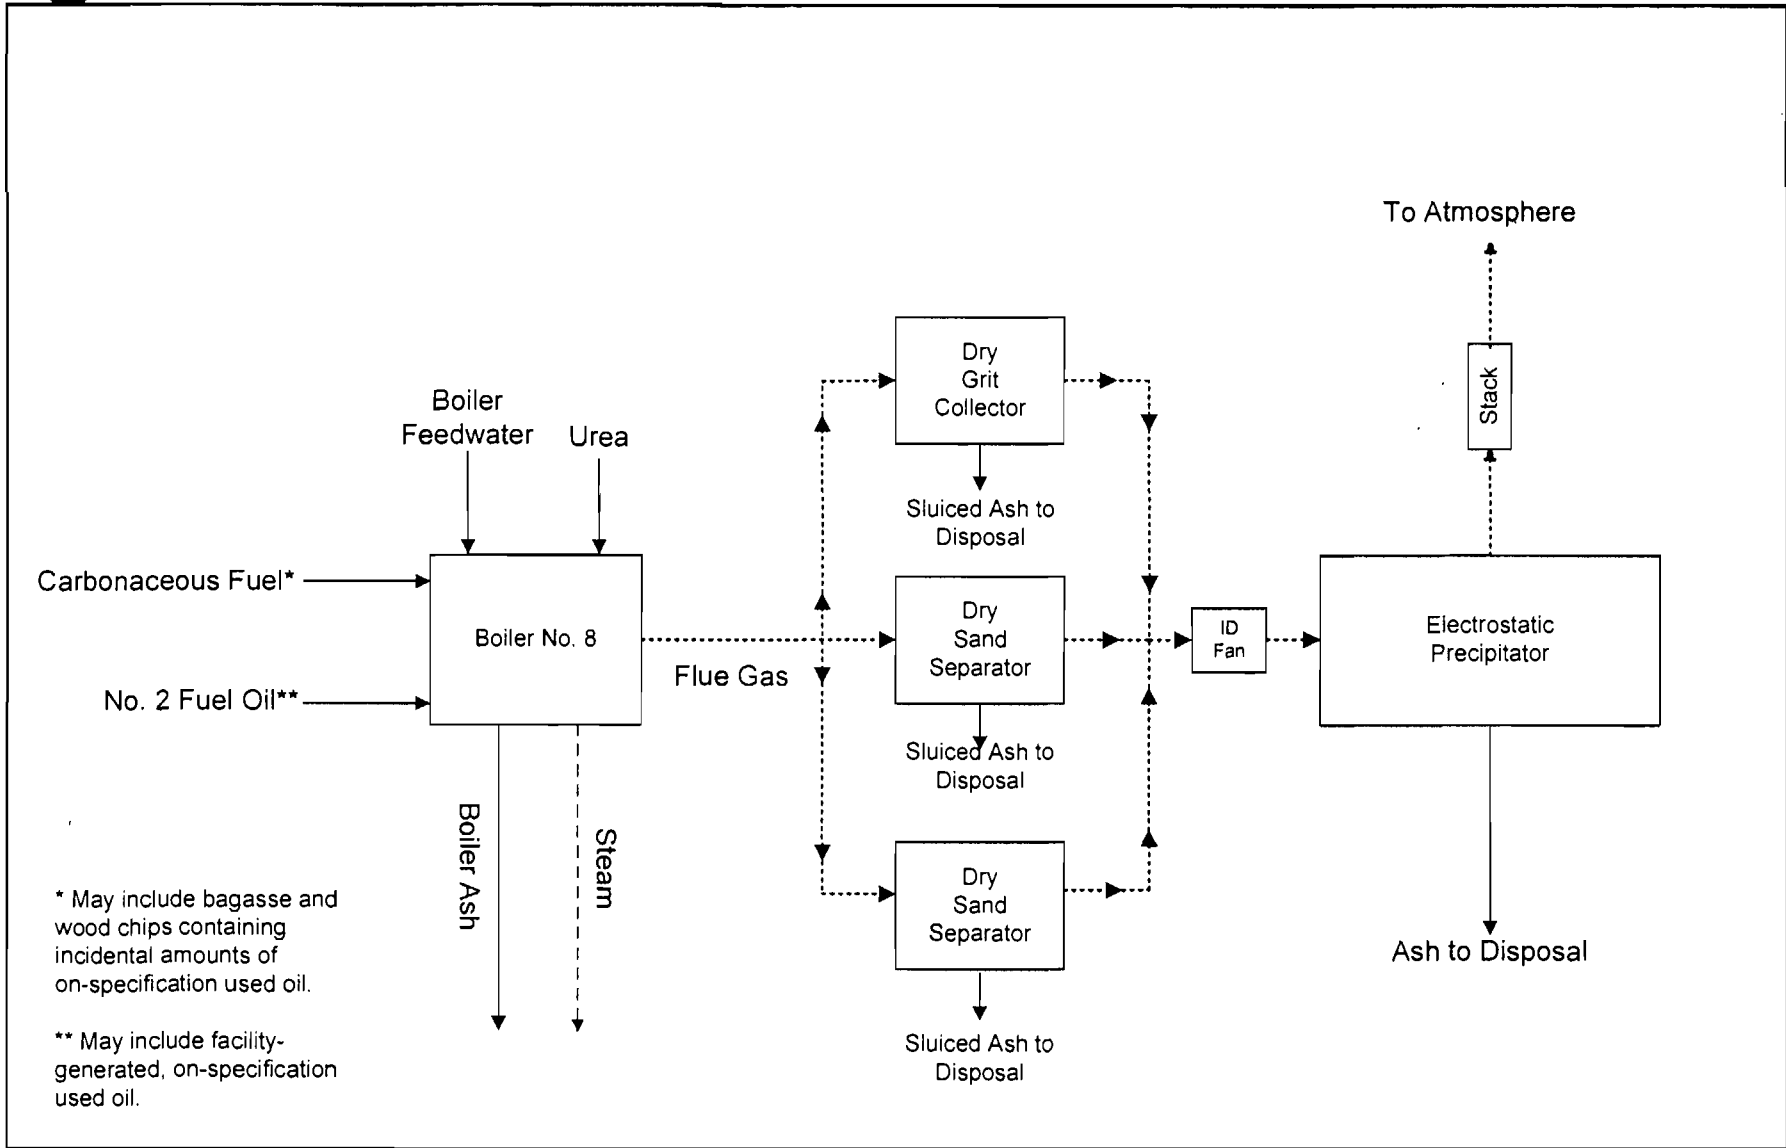 To Atmosphere
Stack
Dry
Grit
Collector
Sluiced Ash to
Disposal
Boiler
Feedwater
Urea
Carbonaceous Fuel*
No. 2 Fuel Oil**
Boiler No. 8
Flue Gas
Dry
Sand
Separator
Sluiced Ash to
Disposal
ID
Fan
Electrostatic
Precipitator
Boiler Ash
Steam
Dry
Sand
Separator
Sluiced Ash to
Disposal
Ash to Disposal
* May include bagasse and
wood chips containing
incidental amounts of
on-specification used oil.
** May include facility-
generated, on-specification
used oil.